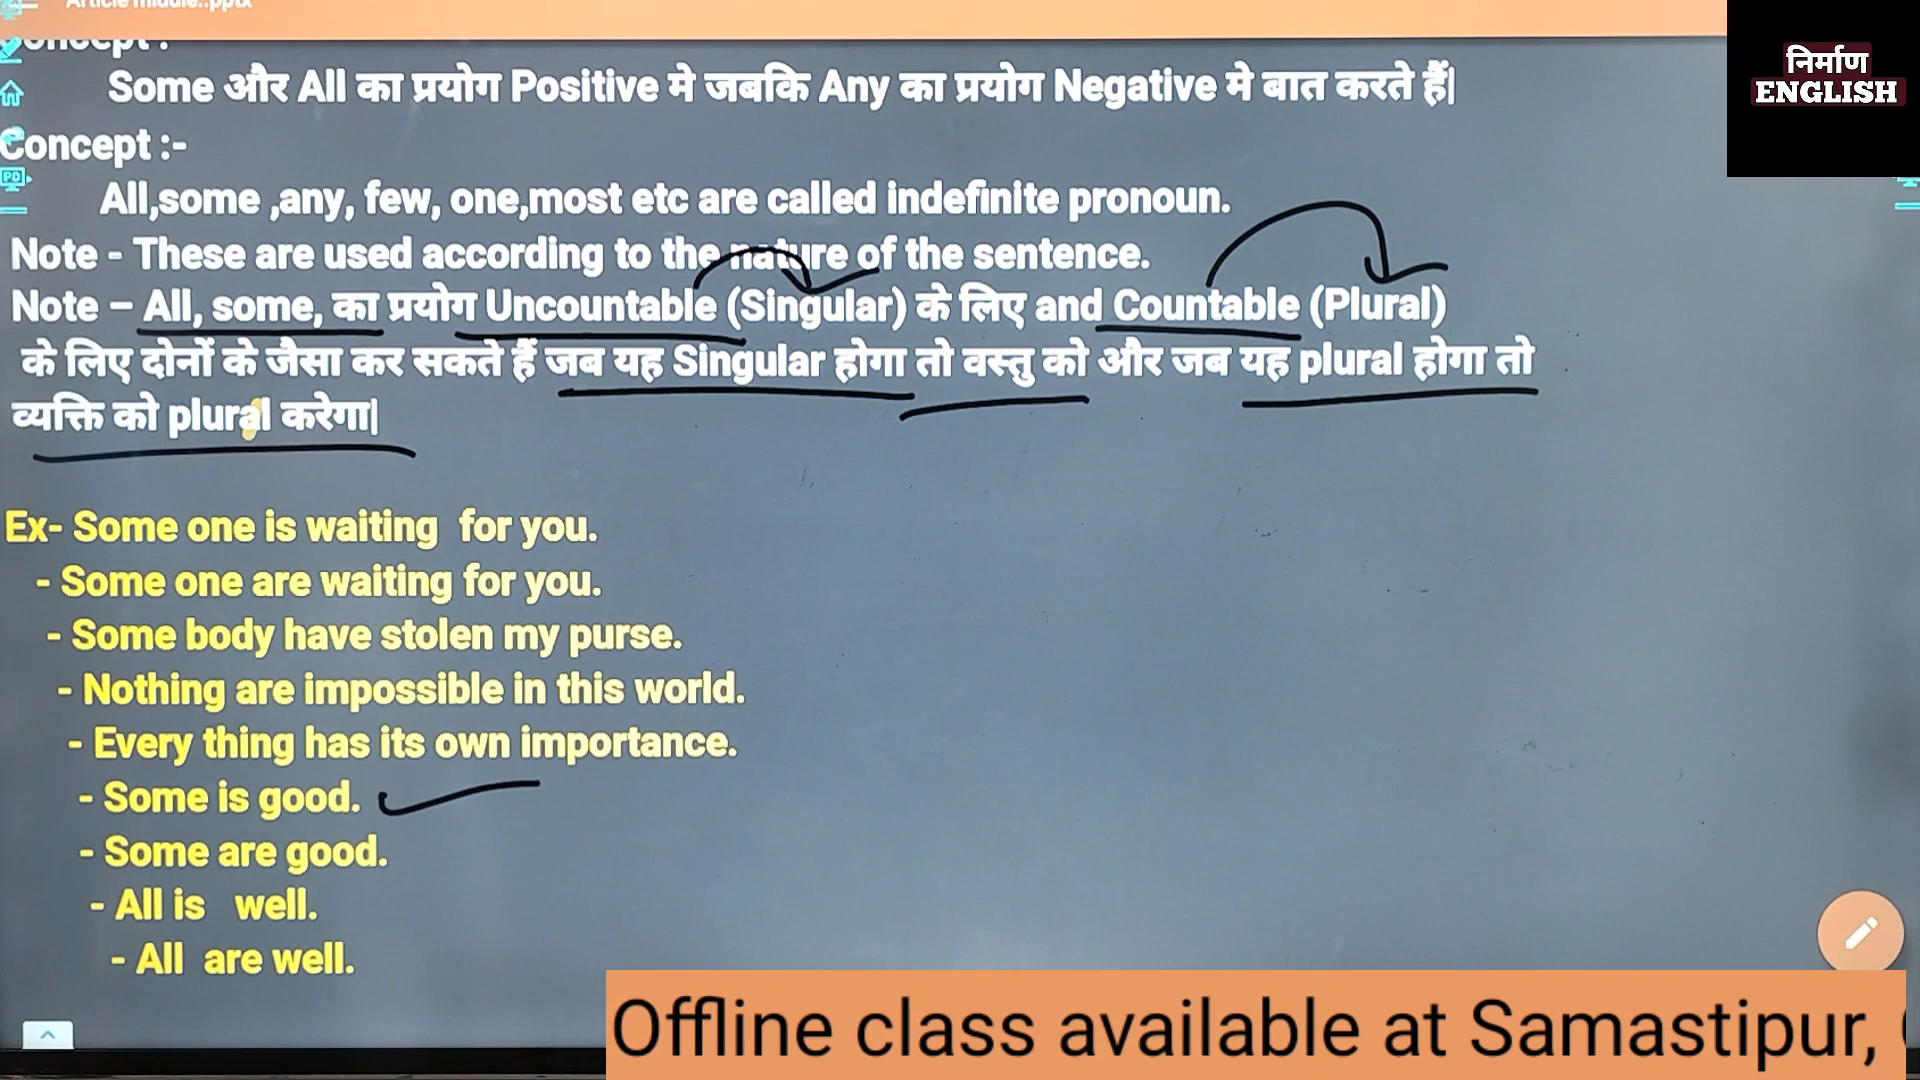 Article middle..pptx
Concept :
Some और All का प्रयोग Positive मे जबकि Any का प्रयोग Negative मे बात करते हैं|
Concept :-
All,some ,any, few, one,most etc are called indefinite pronoun.
Note - These are used according to the nature of the sentence.
Note – All, some, का प्रयोग Uncountable (Singular) के लिए and Countable (Plural)
के लिए दोनों के जैसा कर सकते हैं जब यह Singular होगा तो वस्तु को और जब यह plural होगा तो
व्यक्ति को plural करेगा|
Ex- Some one is waiting for you.
- Some one are waiting for you.
- Some body have stolen my purse.
- Nothing are impossible in this world.
- Every thing has its own importance.
- Some is good.
- Some are good.
- All is well.
- All are well.
निर्माण
ENGLISH
PD
Offline class available at Samastipur,